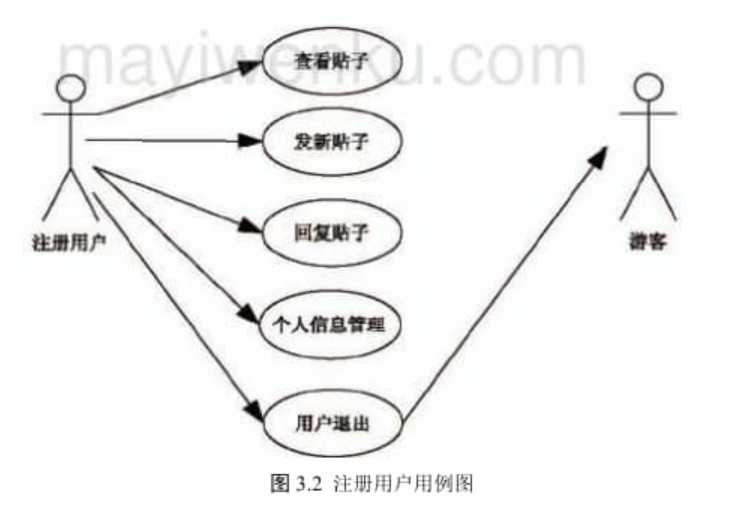 mayiwenku.com
查看贴子
发新贴子
回复贴子
注册用户
游客
个人信息管理
用户退出
图 3.2 注册用户用例图